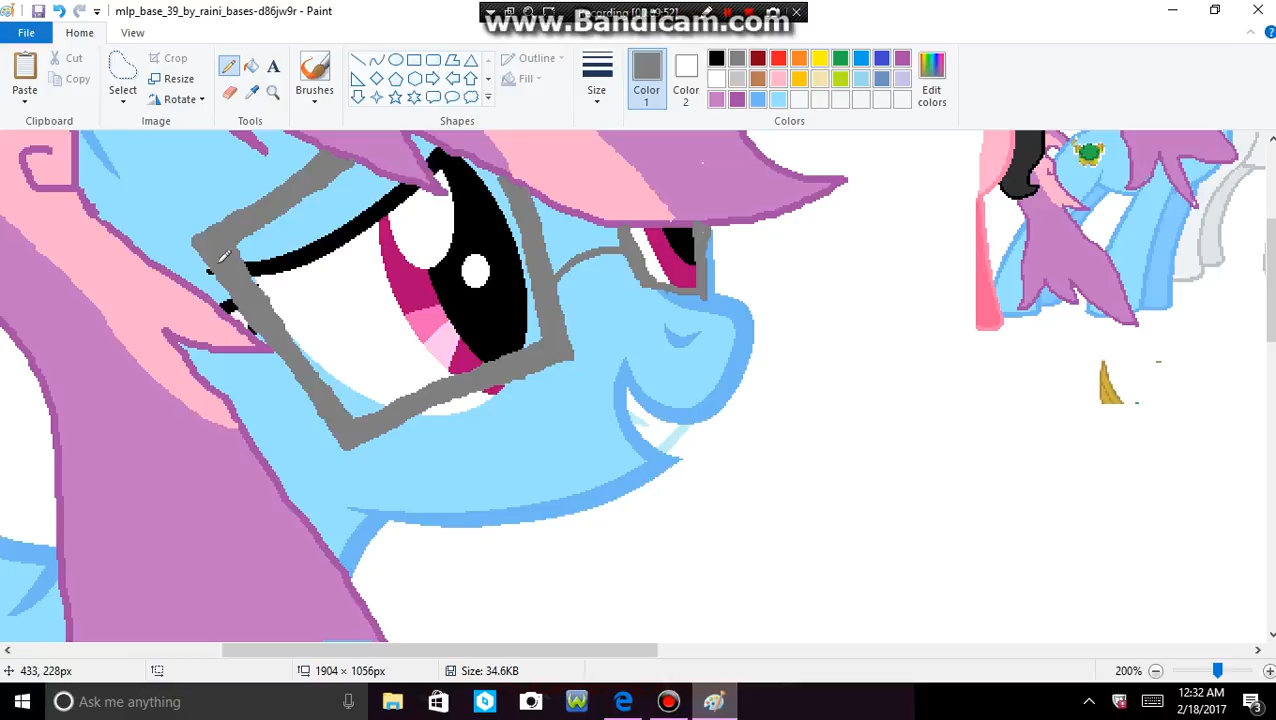 mlp_base_39_by_raini_bases-d86jw9r - Paint
www.Bandicam.com
File
Home
View
Paste
Cut
Copy
Clipboard
Select
Crop
Resize
Rotate
Image
Tools
Brushes
Outline
Fill
Shapes
Size
Color 1
Color 2
Edit colors
Colors
433, 228px
1904 × 1056px
Size: 34.6KB
200%
Ask me anything
12:32 AM
2/18/2017
3